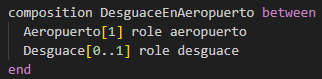 composition DesguaceEnAeropuerto between
Aeropuerto[1] role aeropuerto
Desguace[0..1] role desguace
end